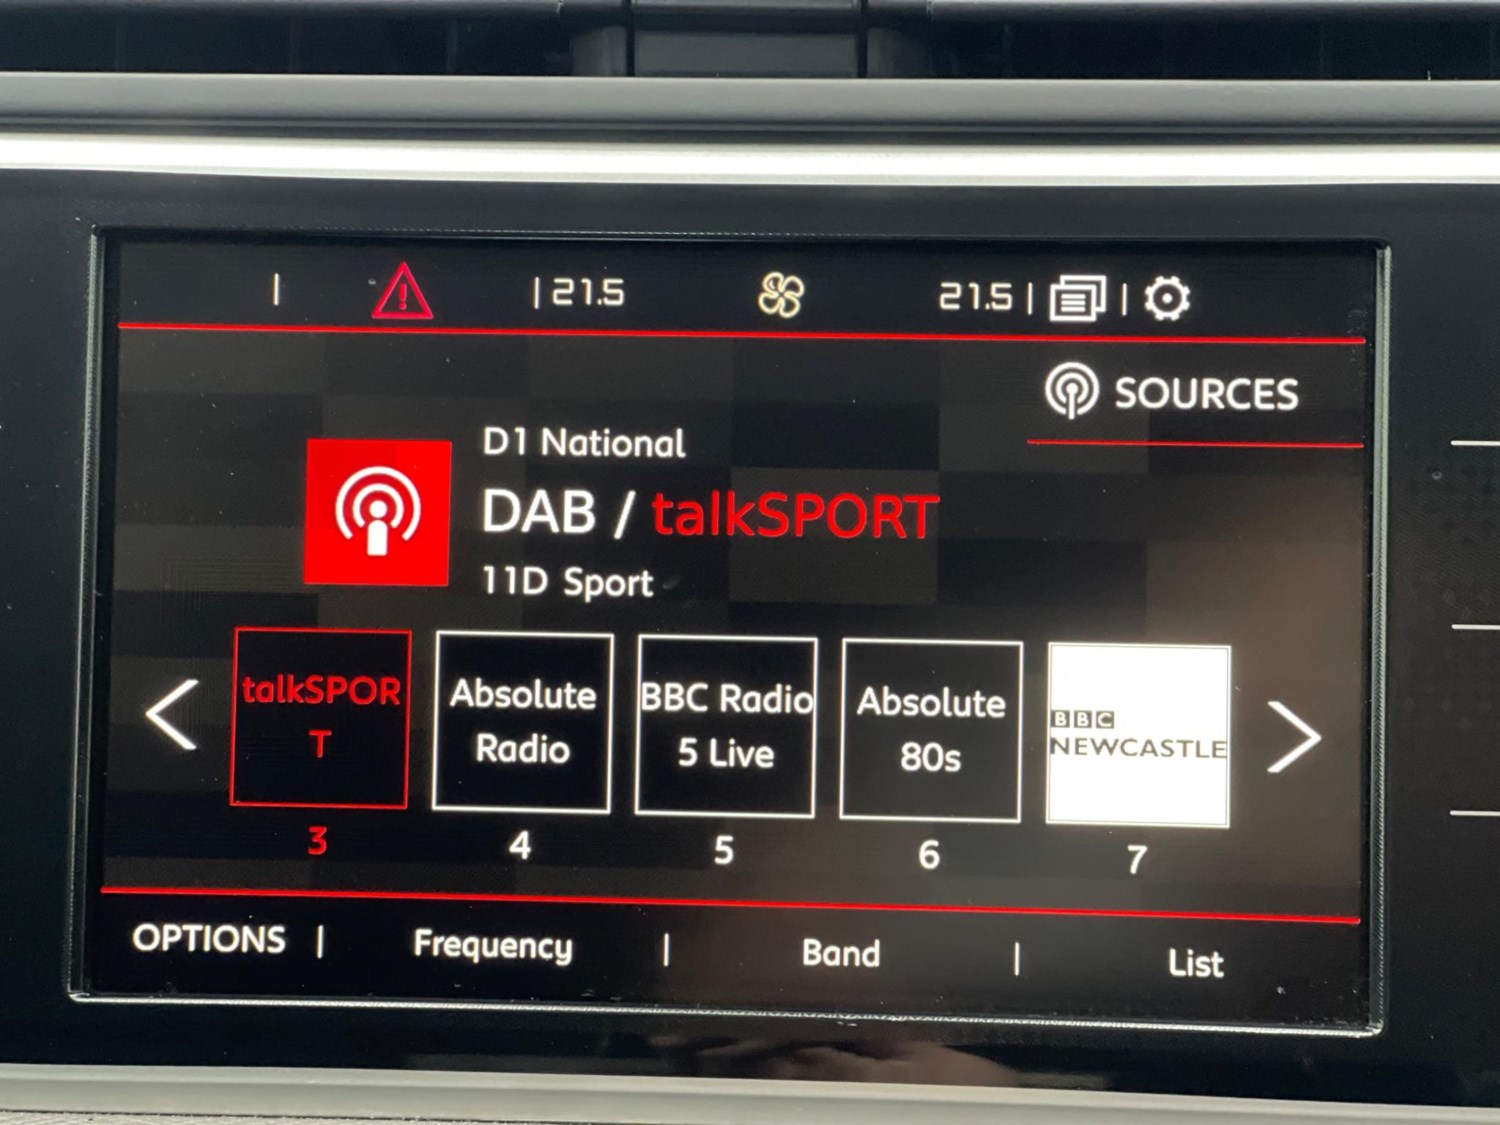 | 21.5
21.5 | |
SOURCES
D1 National
DAB / talkSPORT
11D Sport
talkSPOR
T
Absolute
Radio
BBC Radio
5 Live
Absolute
80s
BBC
NEWCASTLE
3 4 5 6 7
OPTIONS | Frequency | Band | List